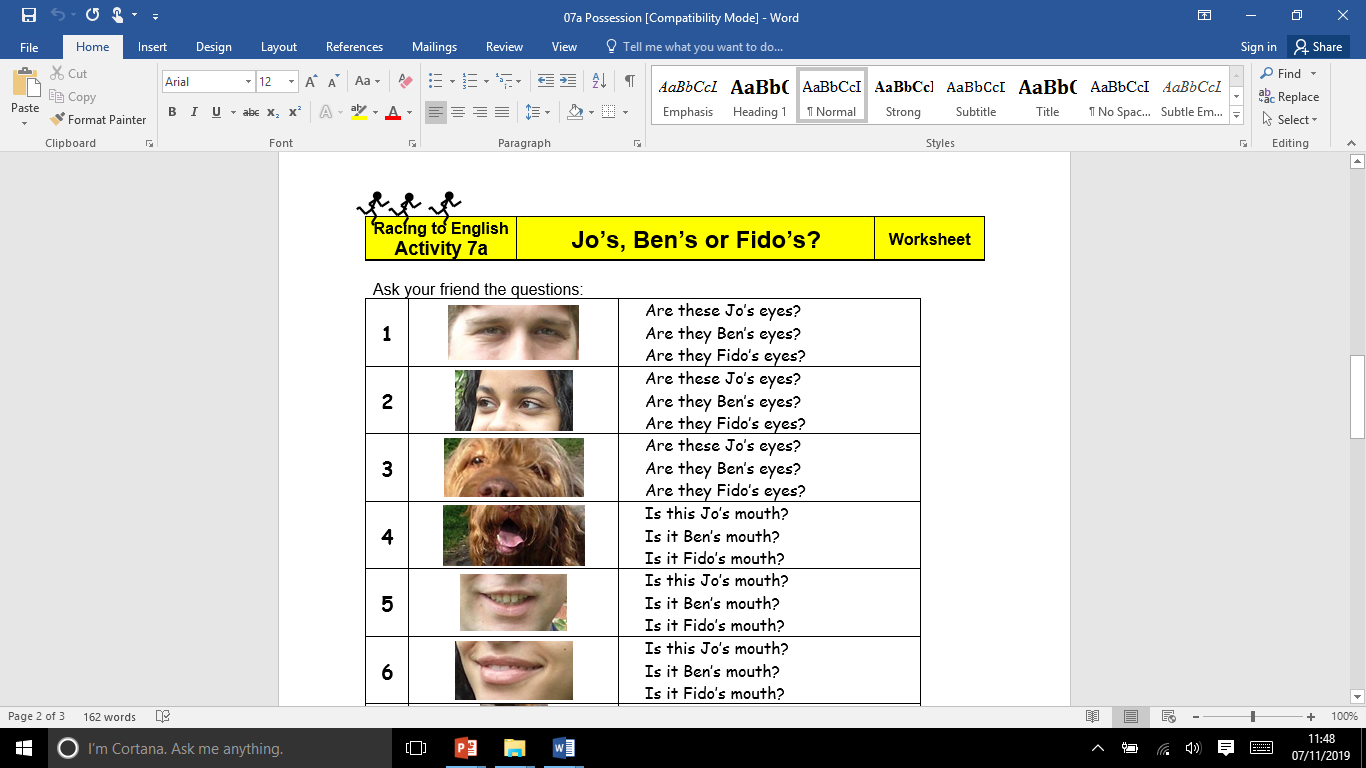 07a Possession [Compatibility Mode] - Word
File Home Insert Design Layout References Mailings Review View Tell me what you want to do... Sign in Share
Paste
Cut
Copy
Format Painter
Clipboard
Arial 12
Font
Paragraph
AaBbCcI AaBbC AaBbCcI AaBbCcI AaBbCcI AaBbC AaBbCcI AaBbCcI
Emphasis Heading 1 ¶ Normal Strong Subtitle Title ¶ No Spac... Subtle Em...
Styles
Find
Replace
Select
Editing
Racing to English
Activity 7a
Jo's, Ben's or Fido's?
Worksheet
Ask your friend the questions:
1
Are these Jo's eyes?
Are they Ben's eyes?
Are they Fido's eyes?
2
Are these Jo's eyes?
Are they Ben's eyes?
Are they Fido's eyes?
3
Are these Jo's eyes?
Are they Ben's eyes?
Are they Fido's eyes?
4
Is this Jo's mouth?
Is it Ben's mouth?
Is it Fido's mouth?
5
Is this Jo's mouth?
Is it Ben's mouth?
Is it Fido's mouth?
6
Is this Jo's mouth?
Is it Ben's mouth?
Is it Fido's mouth?
Page 2 of 3 162 words 100%
I'm Cortana. Ask me anything.
11:48
07/11/2019